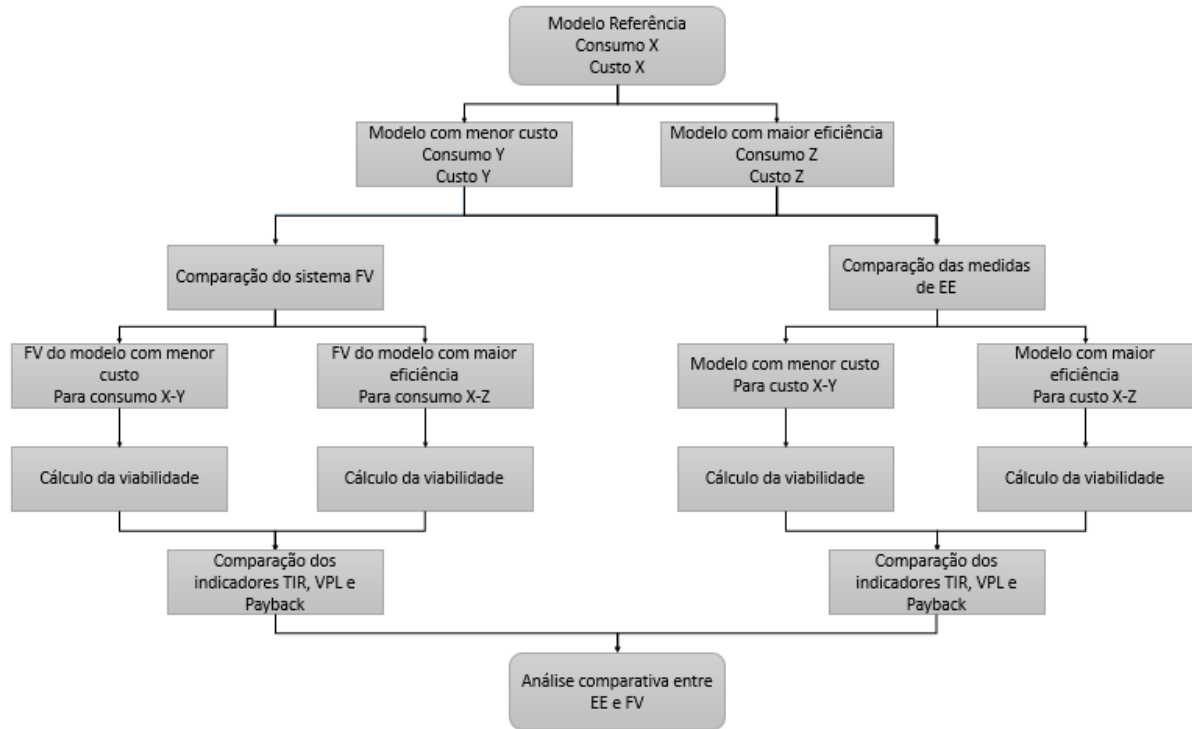 Modelo Referência
Consumo X
Custo X
Modelo com menor custo
Consumo Y
Custo Y
Modelo com maior eficiência
Consumo Z
Custo Z
Comparação do sistema FV
Comparação das medidas
de EE
FV do modelo com menor
custo
Para consumo X-Y
FV do modelo com maior
eficiência
Para consumo X-Z
Modelo com menor custo
Para custo X-Y
Modelo com maior
eficiência
Para custo X-Z
Cálculo da viabilidade
Cálculo da viabilidade
Cálculo da viabilidade
Cálculo da viabilidade
Comparação dos
indicadores TIR, VPL e
Payback
Comparação dos
indicadores TIR, VPL e
Payback
Análise comparativa entre
EE e FV